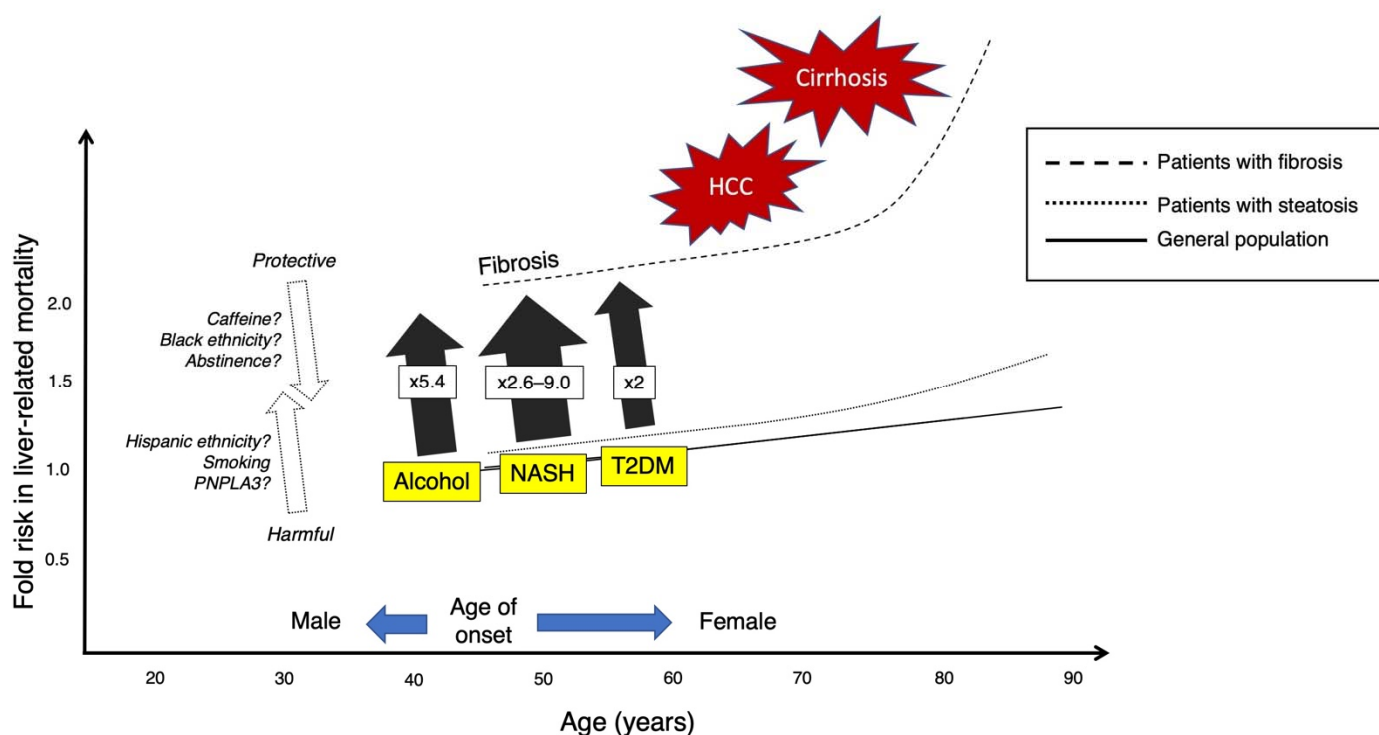 Cirrhosis
HCC
Patients with fibrosis
Patients with steatosis
General population
Fold risk in liver-related mortality
2.0
1.5
1.0
0.5
Protective
Caffeine?
Black ethnicity?
Abstinence?
Hispanic ethnicity?
Smoking
PNPLA3?
Harmful
Fibrosis
x5.4
x2.6–9.0
x2
Alcohol
NASH
T2DM
Male
Age of
onset
Female
20
30
40
50
60
70
80
90
Age (years)